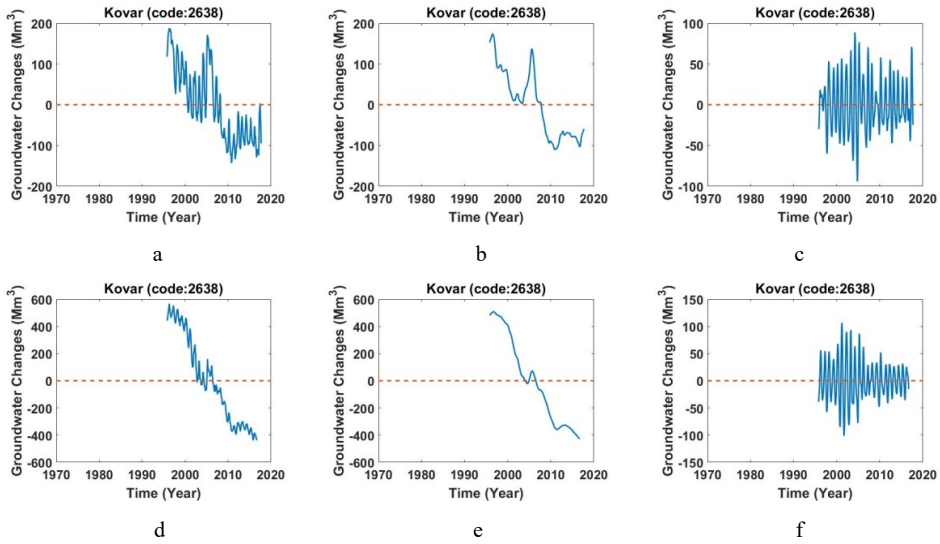 Kovar (code:2638)
Groundwater Changes (Mm³)
200
100
0
-100
-200
1970 1980 1990 2000 2010 2020
Time (Year)
a
Kovar (code:2638)
Groundwater Changes (Mm³)
200
100
0
-100
-200
1970 1980 1990 2000 2010 2020
Time (Year)
b
Kovar (code:2638)
Groundwater Changes (Mm³)
100
50
0
-50
-100
1970 1980 1990 2000 2010 2020
Time (Year)
c
Kovar (code:2638)
Groundwater Changes (Mm³)
600
400
200
0
-200
-400
-600
1970 1980 1990 2000 2010 2020
Time (Year)
d
Kovar (code:2638)
Groundwater Changes (Mm³)
600
400
200
0
-200
-400
-600
1970 1980 1990 2000 2010 2020
Time (Year)
e
Kovar (code:2638)
Groundwater Changes (Mm³)
150
100
50
0
-50
-100
-150
1970 1980 1990 2000 2010 2020
Time (Year)
f